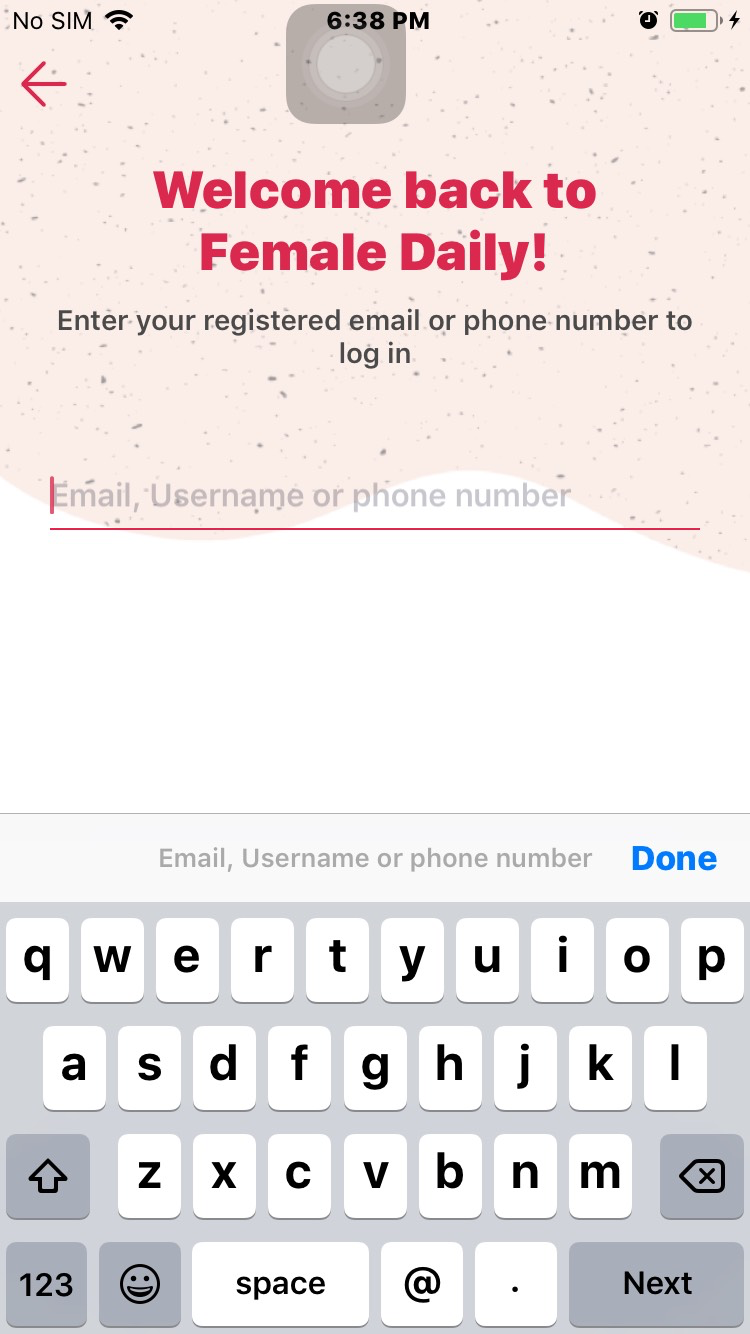 No SIM 6:38 PM
Welcome back to
Female Daily!
Enter your registered email or phone number to
log in
Email, Username or phone number
Email, Username or phone number Done
q w e r t y u i o p
a s d f g h j k l
z x c v b n m
123 space @ . Next